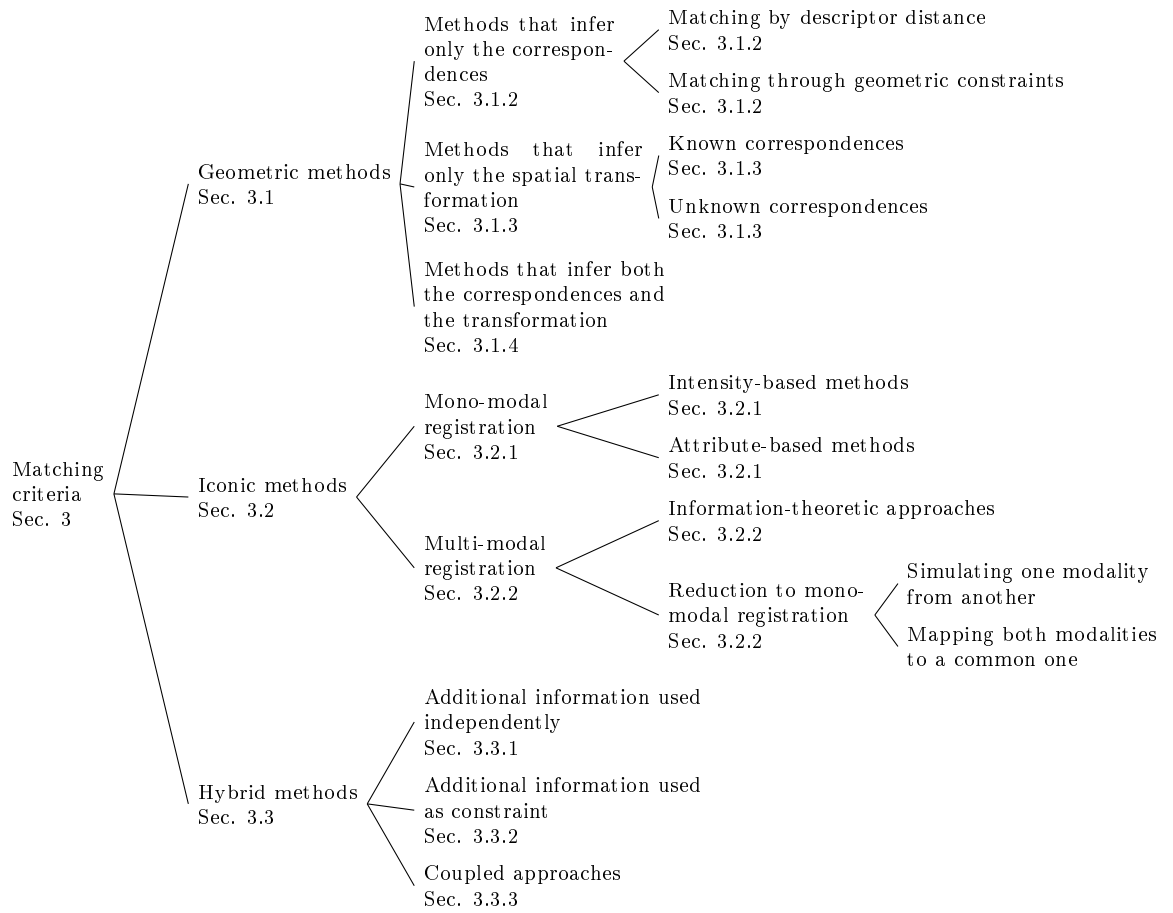 Matching
criteria
Sec. 3
Geometric methods
Sec. 3.1
Methods that infer
only the correspon-
dences
Sec. 3.1.2
Matching by descriptor distance
Sec. 3.1.2
Matching through geometric constraints
Sec. 3.1.2
Methods that infer
only the spatial trans-
formation
Sec. 3.1.3
Known correspondences
Sec. 3.1.3
Unknown correspondences
Sec. 3.1.3
Methods that infer both
the correspondences and
the transformation
Sec. 3.1.4
Iconic methods
Sec. 3.2
Mono-modal
registration
Sec. 3.2.1
Intensity-based methods
Sec. 3.2.1
Attribute-based methods
Sec. 3.2.1
Multi-modal
registration
Sec. 3.2.2
Information-theoretic approaches
Sec. 3.2.2
Reduction to mono-
modal registration
Sec. 3.2.2
Simulating one modality
from another
Mapping both modalities
to a common one
Hybrid methods
Sec. 3.3
Additional information used
independently
Sec. 3.3.1
Additional information used
as constraint
Sec. 3.3.2
Coupled approaches
Sec. 3.3.3